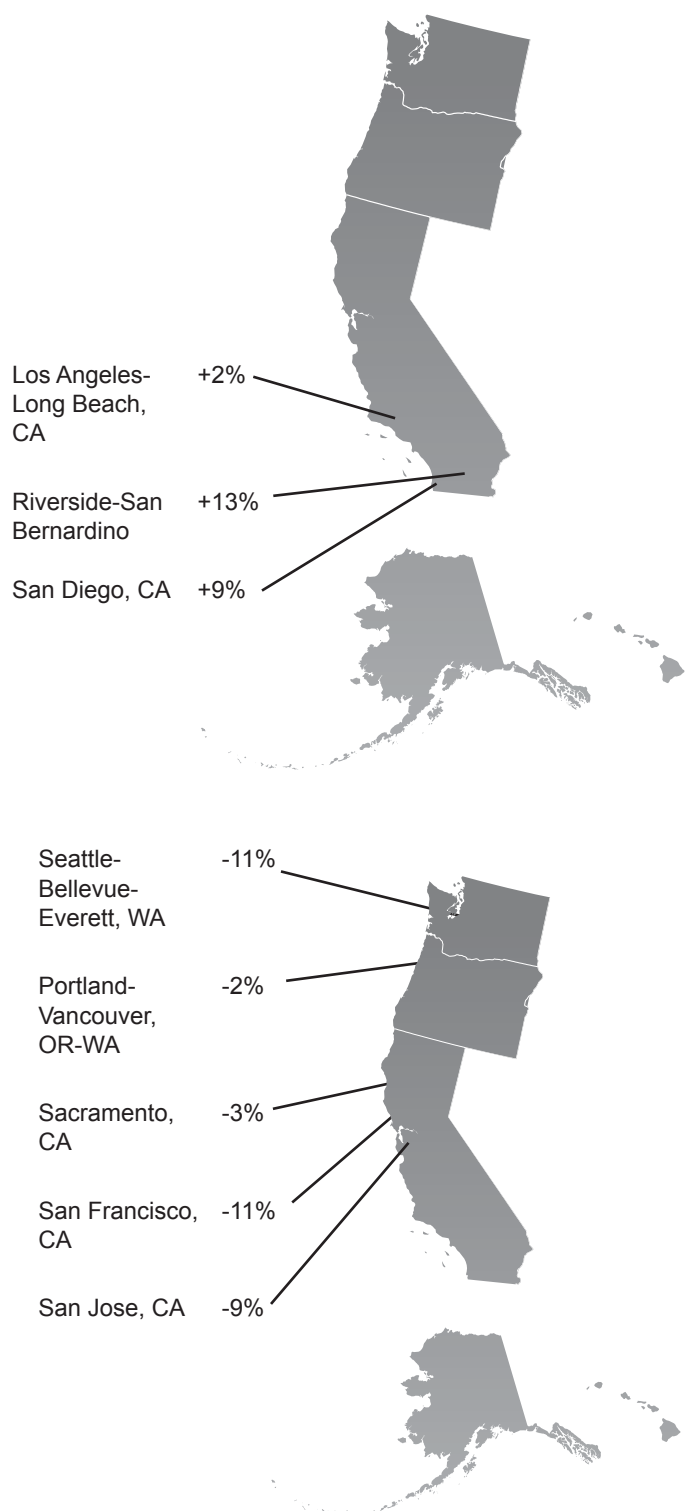 Los Angeles- +2%
Long Beach,
CA
Riverside-San +13%
Bernardino
San Diego, CA +9%
Seattle- -11%
Bellevue-
Everett, WA
Portland- -2%
Vancouver,
OR-WA
Sacramento, -3%
CA
San Francisco, -11%
CA
San Jose, CA -9%